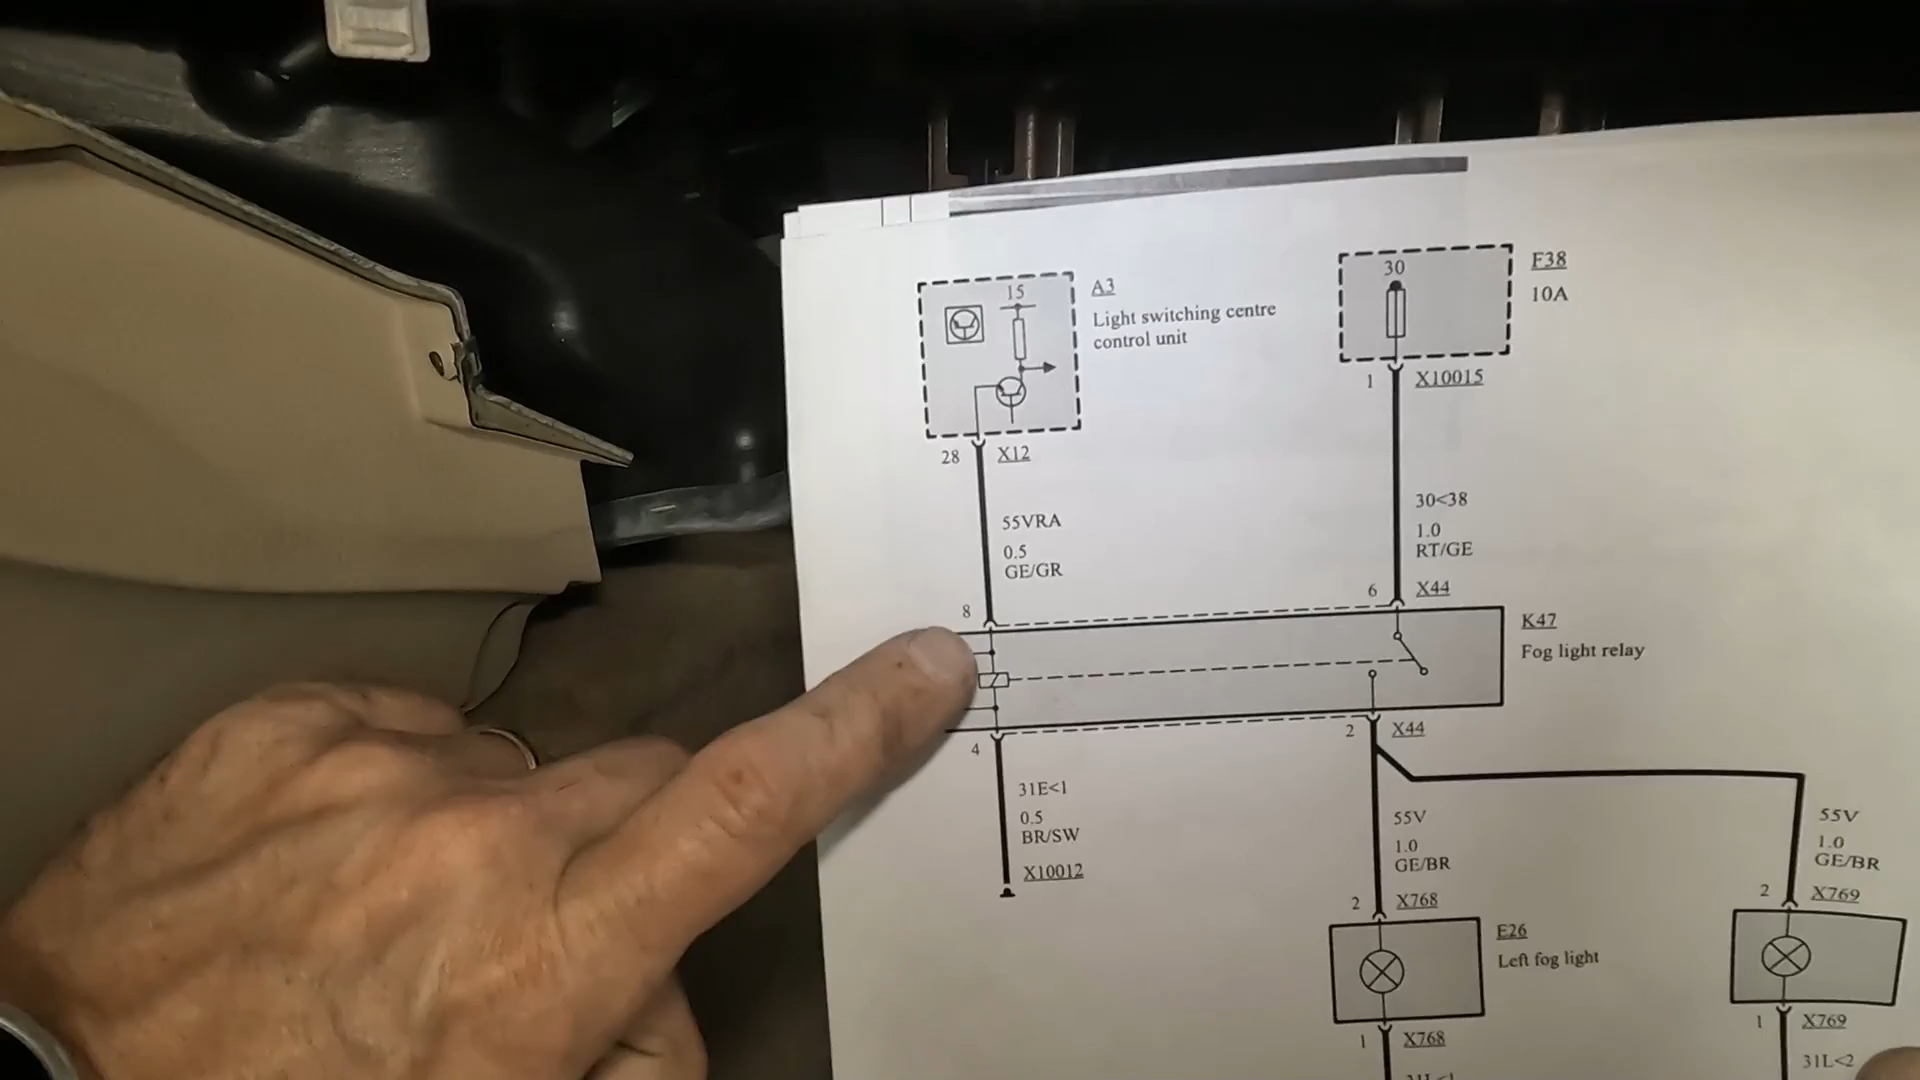 15
A3
Light switching centre
control unit
30
F38
10A
28
X12
1
X10015
55VRA
0.5
GE/GR
30<38
1.0
RT/GE
8
6
X44
K47
Fog light relay
4
2
X44
31E<1
0.5
BR/SW
X10012
55V
1.0
GE/BR
55V
1.0
GE/BR
2
X768
2
X769
E26
Left fog light
1
X768
1
X769
31L<1
31L<2